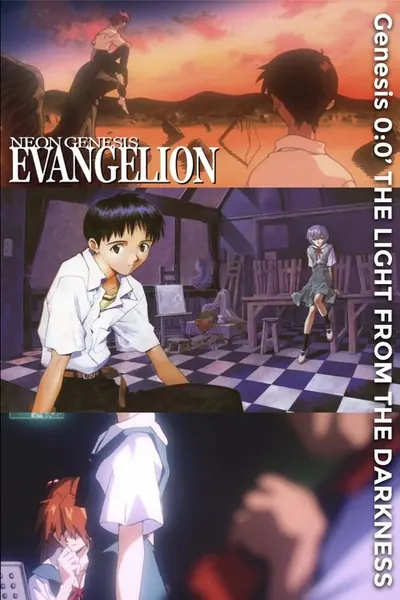 NEON GENESIS
EVANGELION
Genesis 0:0' THE LIGHT FROM THE DARKNESS